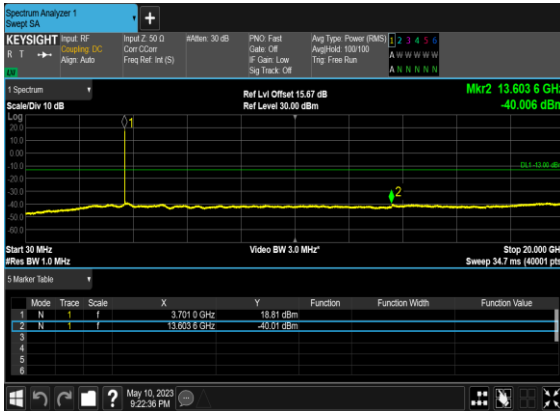 Spectrum Analyzer 1
Swept SA
+
KEYSIGHT Input: RF Input Z: 50 Ω #Atten: 30 dB PNO: Fast Avg Type: Power (RMS) 1 2 3 4 5 6
R T Coupling: DC Corr CCorr Gate: Off Avg|Hold: 100/100 A W W W W W
Align: Auto Freq Ref: Int (S) IF Gain: Low Trig: Free Run
Sig Track: Off A N N N N N
1 Spectrum Ref Lvl Offset 15.67 dB Mkr2 13.603 6 GHz
Scale/Div 10 dB Ref Level 30.00 dBm -40.006 dBm
Log
20.0
10.0
0.00
-10.0
-20.0
-30.0
-40.0
-50.0
-60.0
1
DL1 -13.00 dBm
2
Start 30 MHz Video BW 3.0 MHz* Stop 20.000 GHz
#Res BW 1.0 MHz Sweep 34.7 ms (40001 pts)
5 Marker Table
Mode Trace Scale X Y Function Function Width Function Value
1 N 1 f 3.701 0 GHz 18.81 dBm
2 N 1 f 13.603 6 GHz -40.01 dBm
3
4
5
6
? May 10, 2023
9:22:36 PM